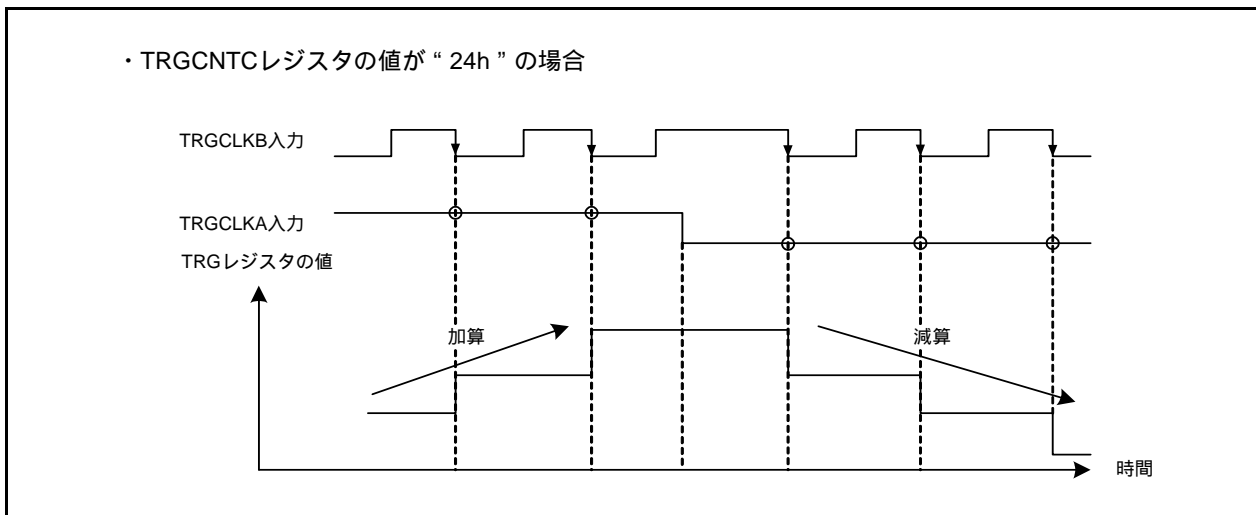 ・TRGCNTCレジスタの値が“24h”の場合
TRGCLKB入力
TRGCLKA入力
TRGレジスタの値
加算
減算
時間